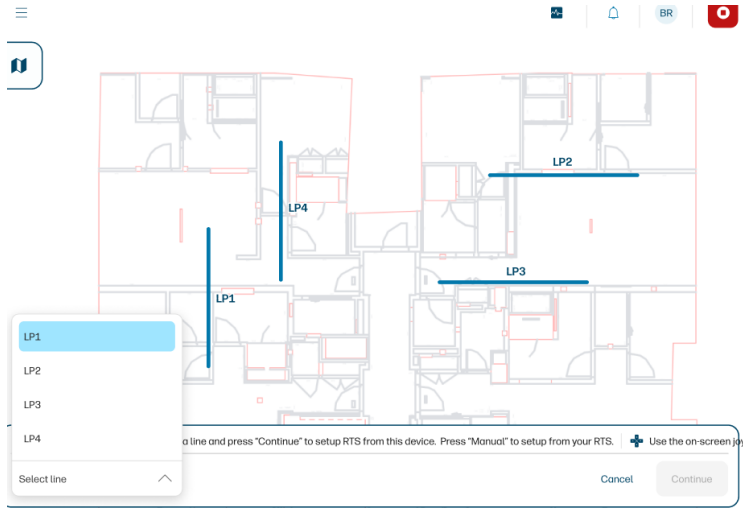 BR
LP2
LP4
LP3
LP1
LP1
LP2
LP3
LP4
Select line
a line and press "Continue" to setup RTS from this device. Press "Manual" to setup from your RTS.
Use the on-screen joy
Cancel
Continue